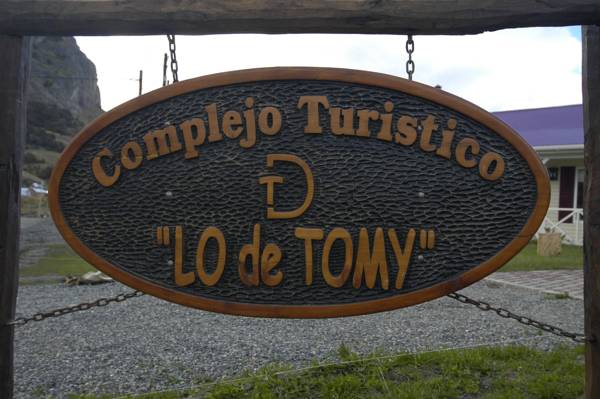 Complejo Turistico
TD
"LO de TOMY"